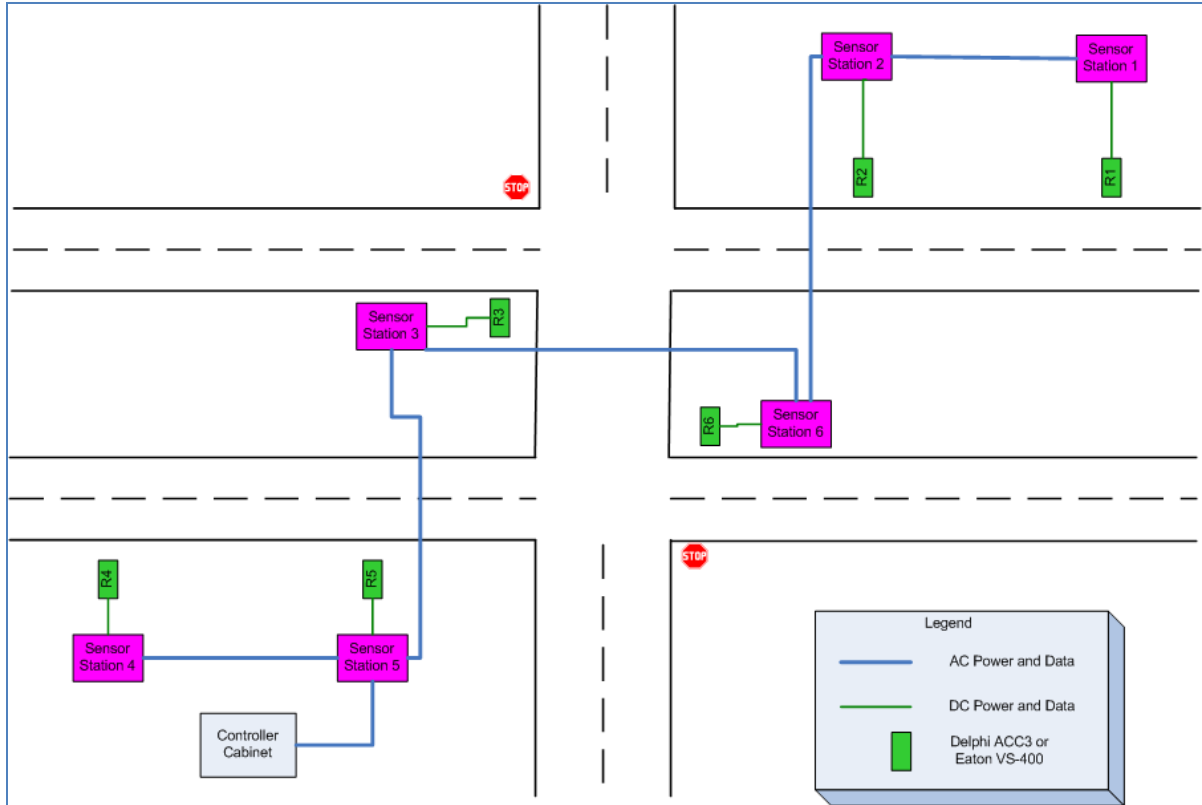 Sensor
Station 2
Sensor
Station 1
R2
R1
STOP
Sensor
Station 3
R3
R6
Sensor
Station 6
STOP
R4
R5
Sensor
Station 4
Sensor
Station 5
Controller
Cabinet
Legend
AC Power and Data
DC Power and Data
Delphi ACC3 or
Eaton VS-400